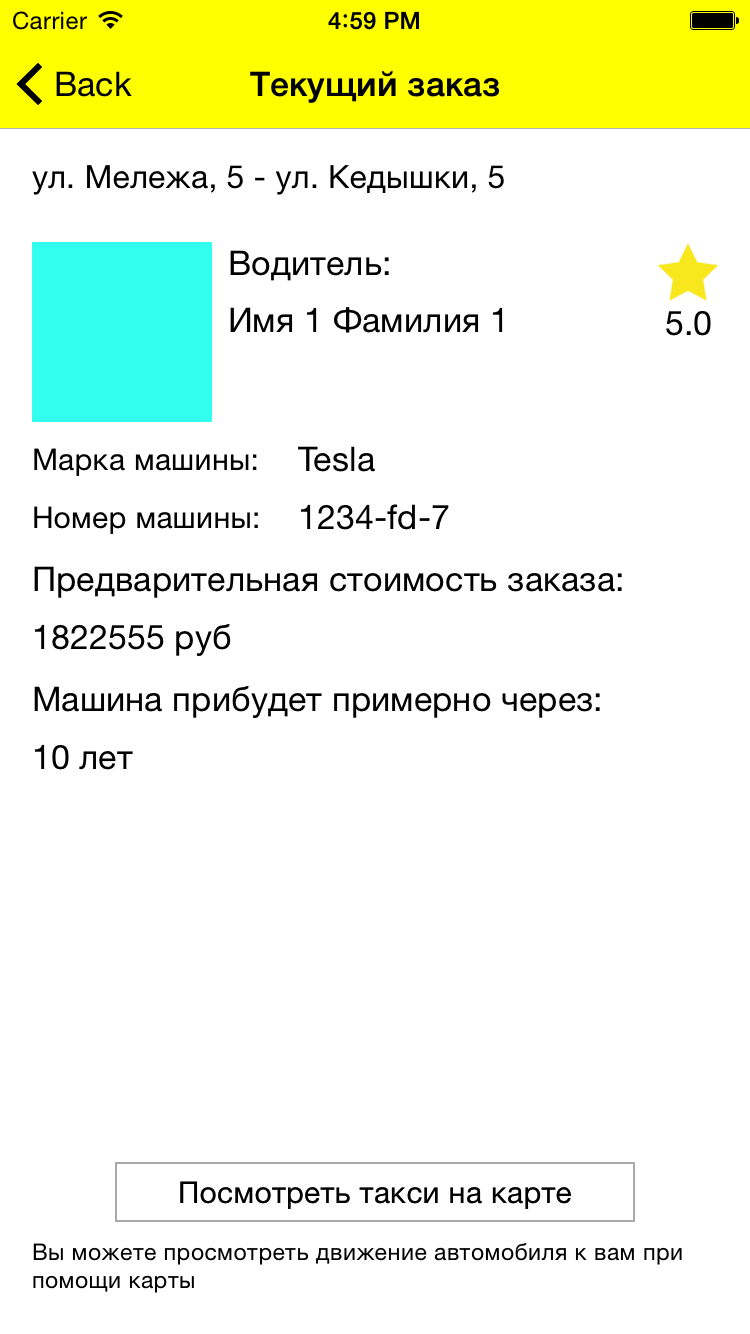 Carrier 4:59 PM
Back Текущий заказ
ул. Мележа, 5 - ул. Кедышки, 5
Водитель:
Имя 1 Фамилия 1
5.0
Марка машины: Tesla
Номер машины: 1234-fd-7
Предварительная стоимость заказа:
1822555 руб
Машина прибудет примерно через:
10 лет
Посмотреть такси на карте
Вы можете просмотреть движение автомобиля к вам при
помощи карты